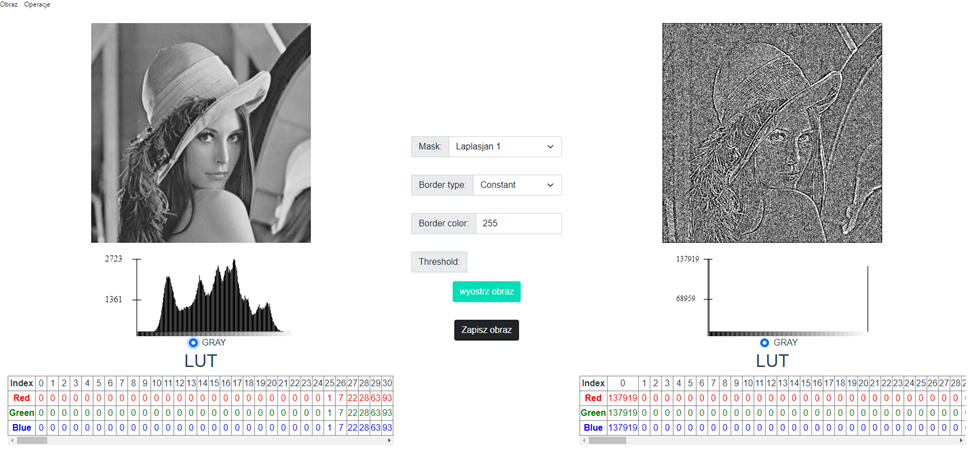 Obraz Operacje
Mask: Laplasjan 1
Border type: Constant
Border color: 255
Threshold:
wyostrz obraz
Zapisz obraz
2723
1361
GRAY
LUT
Index 0 1 2 3 4 5 6 7 8 9 10 11 12 13 14 15 16 17 18 19 20 21 22 23 24 25 26 27 28 29 30
Red 0 0 0 0 0 0 0 0 0 0 0 0 0 0 0 0 0 0 0 0 0 0 0 0 0 1 7 22 28 63 93
Green 0 0 0 0 0 0 0 0 0 0 0 0 0 0 0 0 0 0 0 0 0 0 0 0 0 1 7 22 28 63 93
Blue 0 0 0 0 0 0 0 0 0 0 0 0 0 0 0 0 0 0 0 0 0 0 0 0 0 1 7 22 28 63 93
137919
68959
GRAY
LUT
Index 0 1 2 3 4 5 6 7 8 9 10 11 12 13 14 15 16 17 18 19 20 21 22 23 24 25 26 27 28
Red 137919 0 0 0 0 0 0 0 0 0 0 0 0 0 0 0 0 0 0 0 0 0 0 0 0 0 0 0 0
Green 137919 0 0 0 0 0 0 0 0 0 0 0 0 0 0 0 0 0 0 0 0 0 0 0 0 0 0 0 0
Blue 137919 0 0 0 0 0 0 0 0 0 0 0 0 0 0 0 0 0 0 0 0 0 0 0 0 0 0 0 0